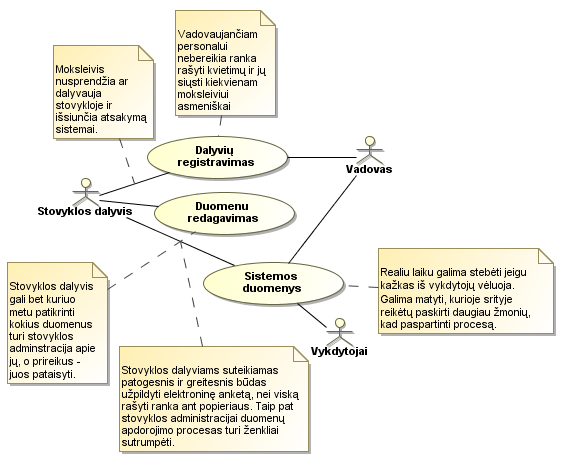 Vadovaujančiam
personalui
nebereikia ranka
rašyti kvietimų ir jų
siųsti kiekvienam
moksleiviui
asmeniškai
Moksleivis
nusprendžia ar
dalyvauja
stovykloje ir
išsiunčia atsakymą
sistemai.
Dalyvių
registravimas
Vadovas
Stovyklos dalyvis
Duomenu
redagavimas
Sistemos
duomenys
Vykdytojai
Realiu laiku galima stebėti jeigu
kažkas iš vykdytojų vėluoja.
Galima matyti, kurioje srityje
reikėtų paskirti daugiau žmonių,
kad paspartinti procesą.
Stovyklos dalyvis
gali bet kuriuo
metu patikrinti
kokius duomenus
turi stovyklos
adminstracija apie
jų, o prireikus -
juos pataisyti.
Stovyklos dalyviams suteikiamas
patogesnis ir greitesnis būdas
užpildyti elektroninę anketą, nei viską
rašyti ranka ant popieriaus. Taip pat
stovyklos administracijai duomenų
apdorojimo procesas turi ženkliai
sutrumpėti.